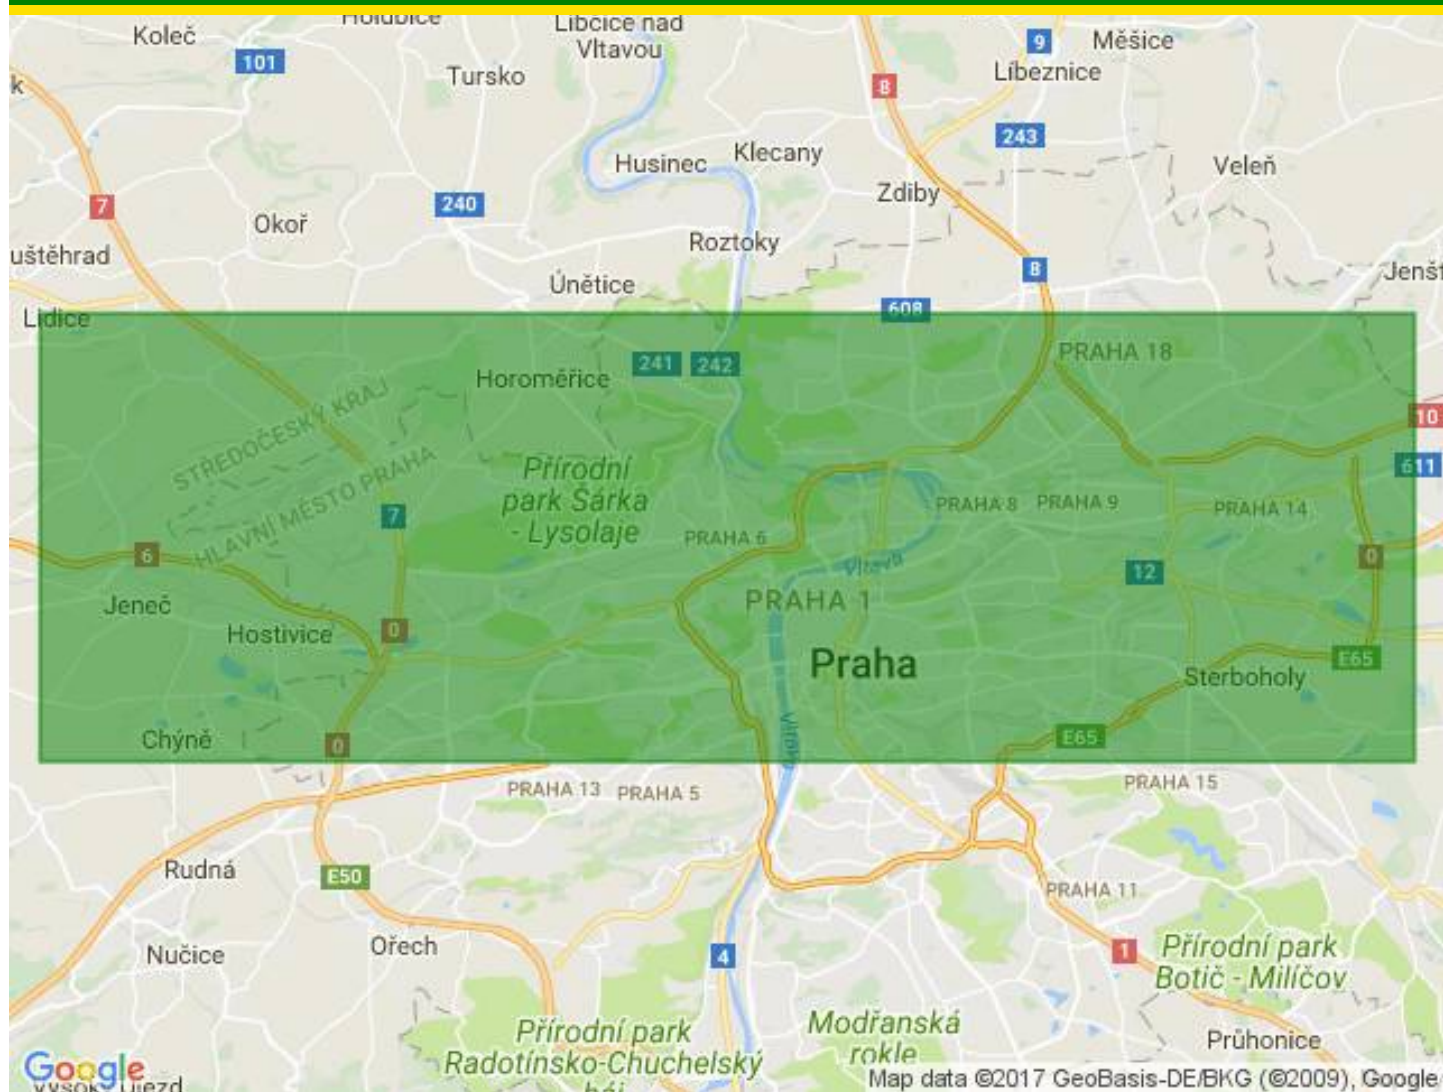 Holubice
Libčice nad
Vltavou
Koleč
101
Tursko
9
Měšice
Líbeznice
8
243
Husinec
Klecany
Veleň
Zdiby
7
240
Okoř
Roztoky
uštěhrad
Únětice
8
Jenšt
608
Lidice
PRAHA 18
241
242
Horoměřice
10
STŘEDOČESKÝ KRAJ
HLAVNÍ MĚSTO PRAHA
Přírodní
park Šárka
- Lysolaje
611
7
PRAHA 8
PRAHA 9
PRAHA 14
PRAHA 6
6
0
Vltava
12
Jeneč
PRAHA 1
Hostivice
0
Praha
E65
Sterboholy
Vltava
Chýně
0
E65
PRAHA 13
PRAHA 5
PRAHA 15
Rudná
E50
PRAHA 11
Nučice
Ořech
4
1
Přírodní park
Botič - Milíčov
Přírodní park
Radotínsko-Chuchelský
háj
Modřanská
rokle
Průhonice
Google
Map data ©2017 GeoBasis-DE/BKG (©2009), Google